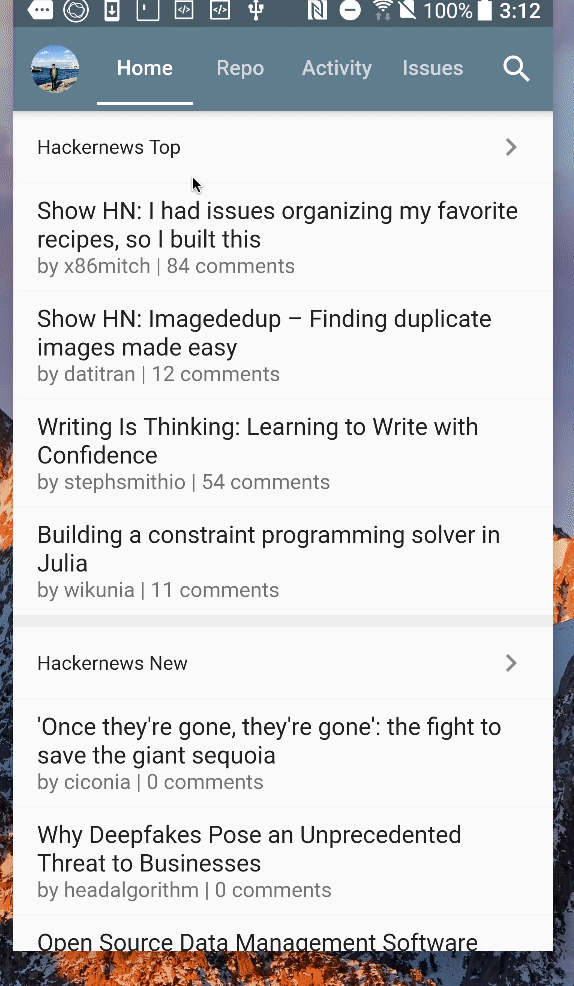 100% 3:12
Home Repo Activity Issues
Hackernews Top
Show HN: I had issues organizing my favorite
recipes, so I built this
by x86mitch | 84 comments
Show HN: Imagededup – Finding duplicate
images made easy
by datitran | 12 comments
Writing Is Thinking: Learning to Write with
Confidence
by stephsmithio | 54 comments
Building a constraint programming solver in
Julia
by wikunia | 11 comments
Hackernews New
'Once they're gone, they're gone': the fight to
save the giant sequoia
by ciconia | 0 comments
Why Deepfakes Pose an Unprecedented
Threat to Businesses
by headalgorithm | 0 comments
Open Source Data Management Software